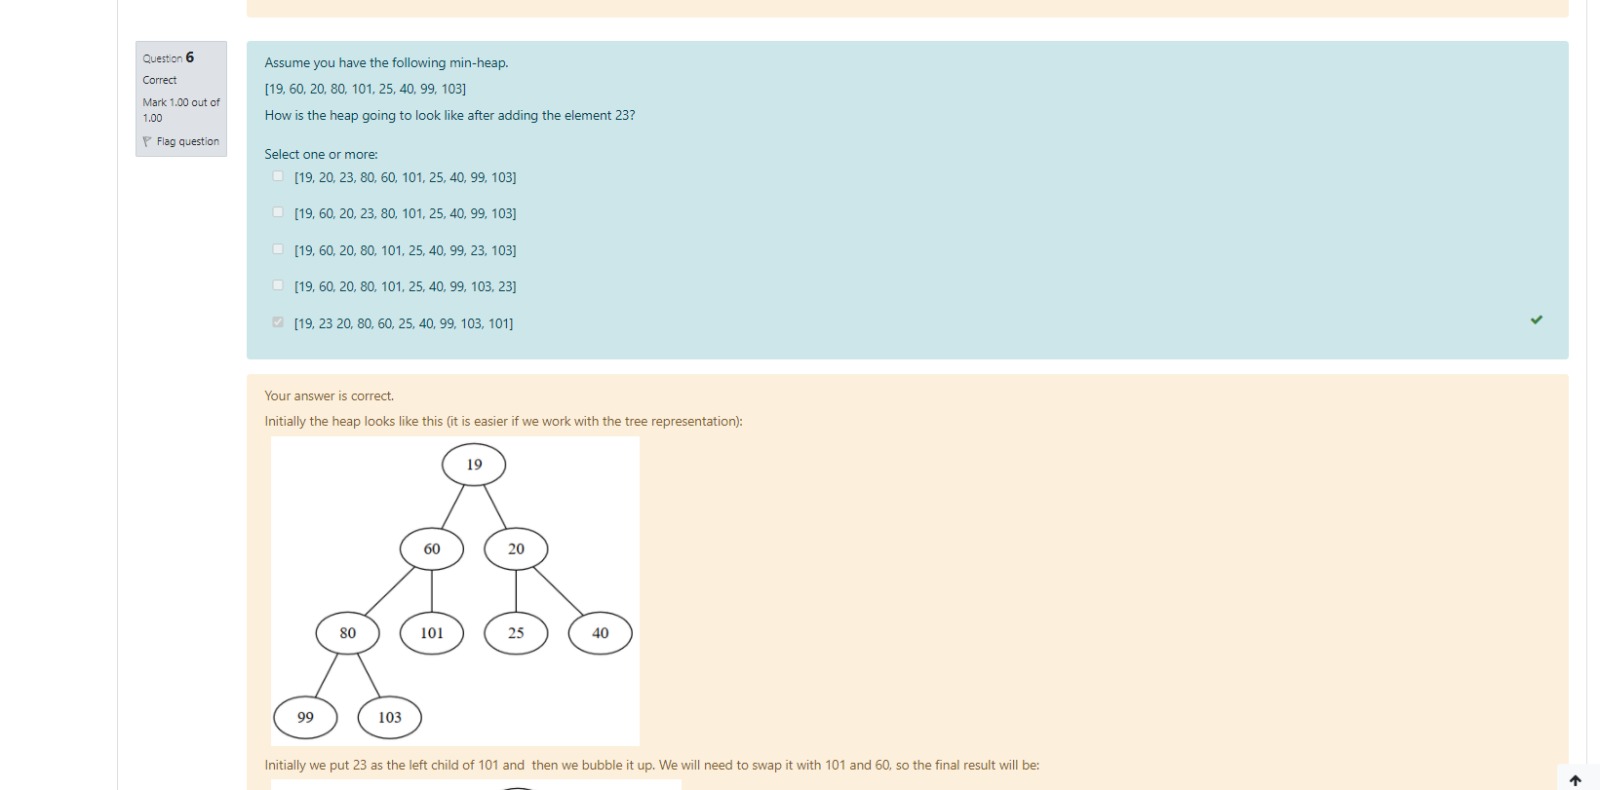 Question 6
Correct
Mark 1.00 out of
1.00
Flag question
Assume you have the following min-heap.
[19, 60, 20, 80, 101, 25, 40, 99, 103]
How is the heap going to look like after adding the element 23?
Select one or more:
[19, 20, 23, 80, 60, 101, 25, 40, 99, 103]
[19, 60, 20, 23, 80, 101, 25, 40, 99, 103]
[19, 60, 20, 80, 101, 25, 40, 99, 23, 103]
[19, 60, 20, 80, 101, 25, 40, 99, 103, 23]
[19, 23 20, 80, 60, 25, 40, 99, 103, 101]
Your answer is correct.
Initially the heap looks like this (it is easier if we work with the tree representation):
19
60 20
80 101 25 40
99 103
Initially we put 23 as the left child of 101 and  then we bubble it up. We will need to swap it with 101 and 60, so the final result will be: